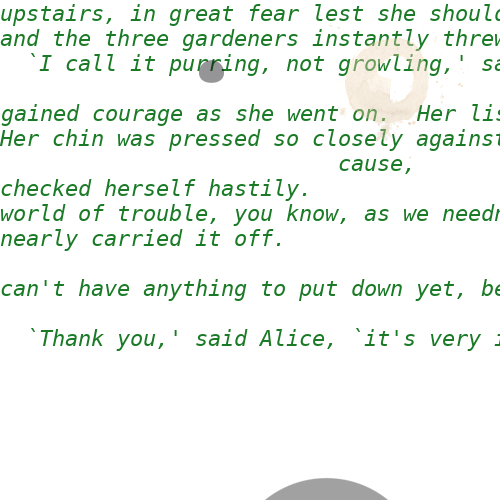 upstairs, in great fear lest she should
and the three gardeners instantly threw
`I call it purring, not growling,' sa
gained courage as she went on.  Her lis
Her chin was pressed so closely against
cause,
checked herself hastily.
world of trouble, you know, as we needn
nearly carried it off.
can't have anything to put down yet, be
`Thank you,' said Alice, `it's very i